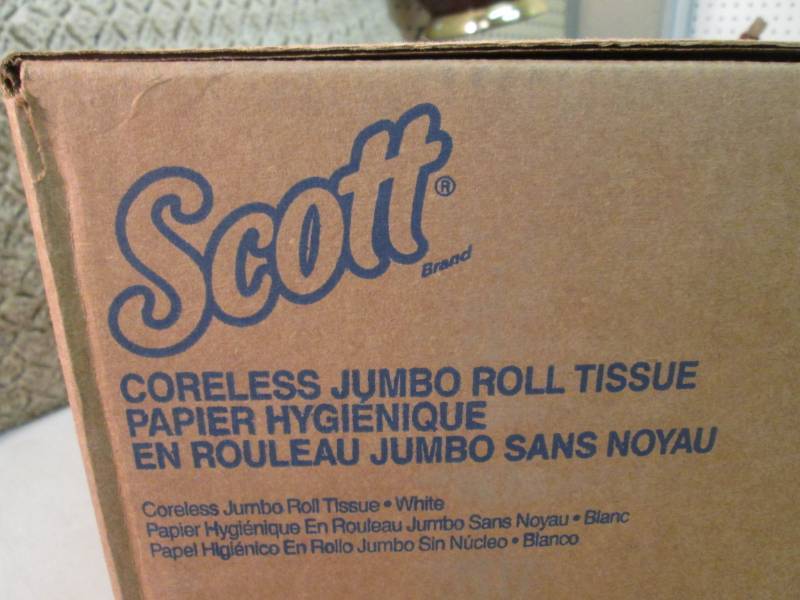 Scott®
Brand
CORELESS JUMBO ROLL TISSUE
PAPIER HYGIÉNIQUE
EN ROULEAU JUMBO SANS NOYAU
Coreless Jumbo Roll Tissue • White
Papier Hygiénique En Rouleau Jumbo Sans Noyau • Blanc
Papel Higiénico En Rollo Jumbo Sin Núcleo • Blanco